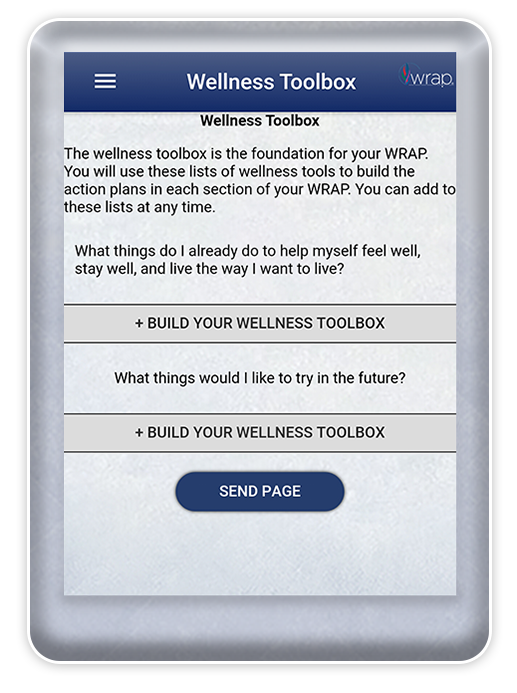 Wellness Toolbox
wrap.
Wellness Toolbox
The wellness toolbox is the foundation for your WRAP.
You will use these lists of wellness tools to build the
action plans in each section of your WRAP. You can add to
these lists at any time.
What things do I already do to help myself feel well,
stay well, and live the way I want to live?
+ BUILD YOUR WELLNESS TOOLBOX
What things would I like to try in the future?
+ BUILD YOUR WELLNESS TOOLBOX
SEND PAGE